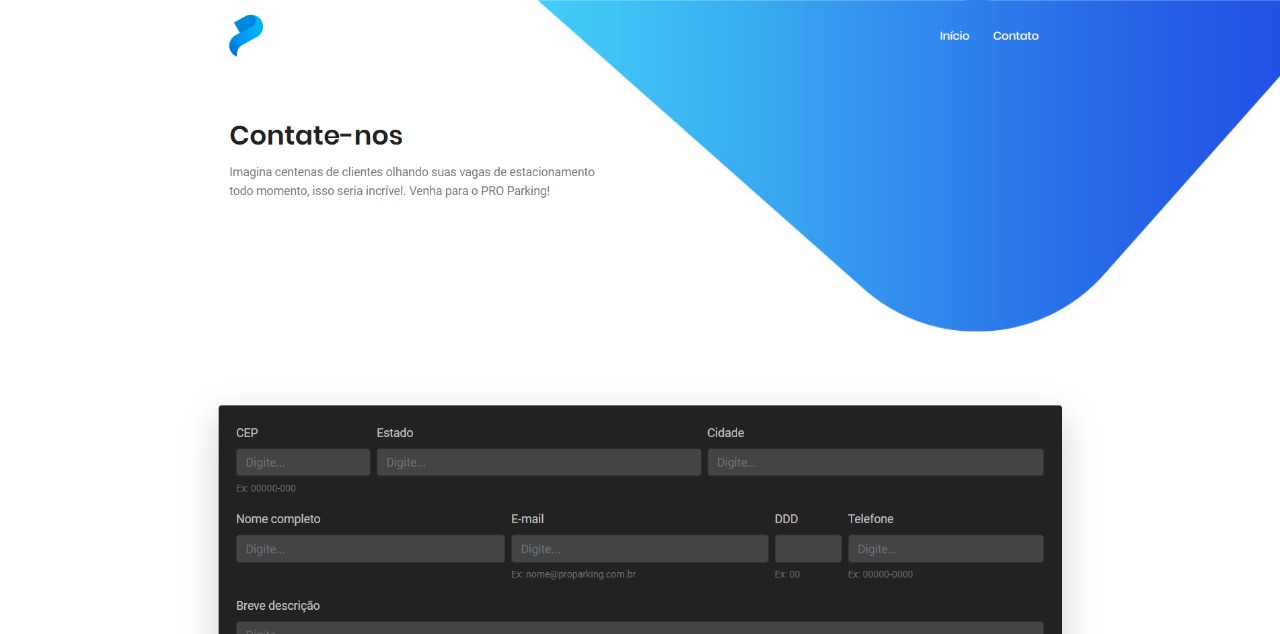 Início Contato
Contate-nos
Imagina centenas de clientes olhando suas vagas de estacionamento
todo momento, isso seria incrível. Venha para o PRO Parking!
CEP Estado Cidade
Digite... Digite... Digite...
Ex: 00000-000
Nome completo E-mail DDD Telefone
Digite... Digite... Digite...
Ex: nome@proparking.com.br Ex: 00 Ex: 00000-0000
Breve descrição
Digite...